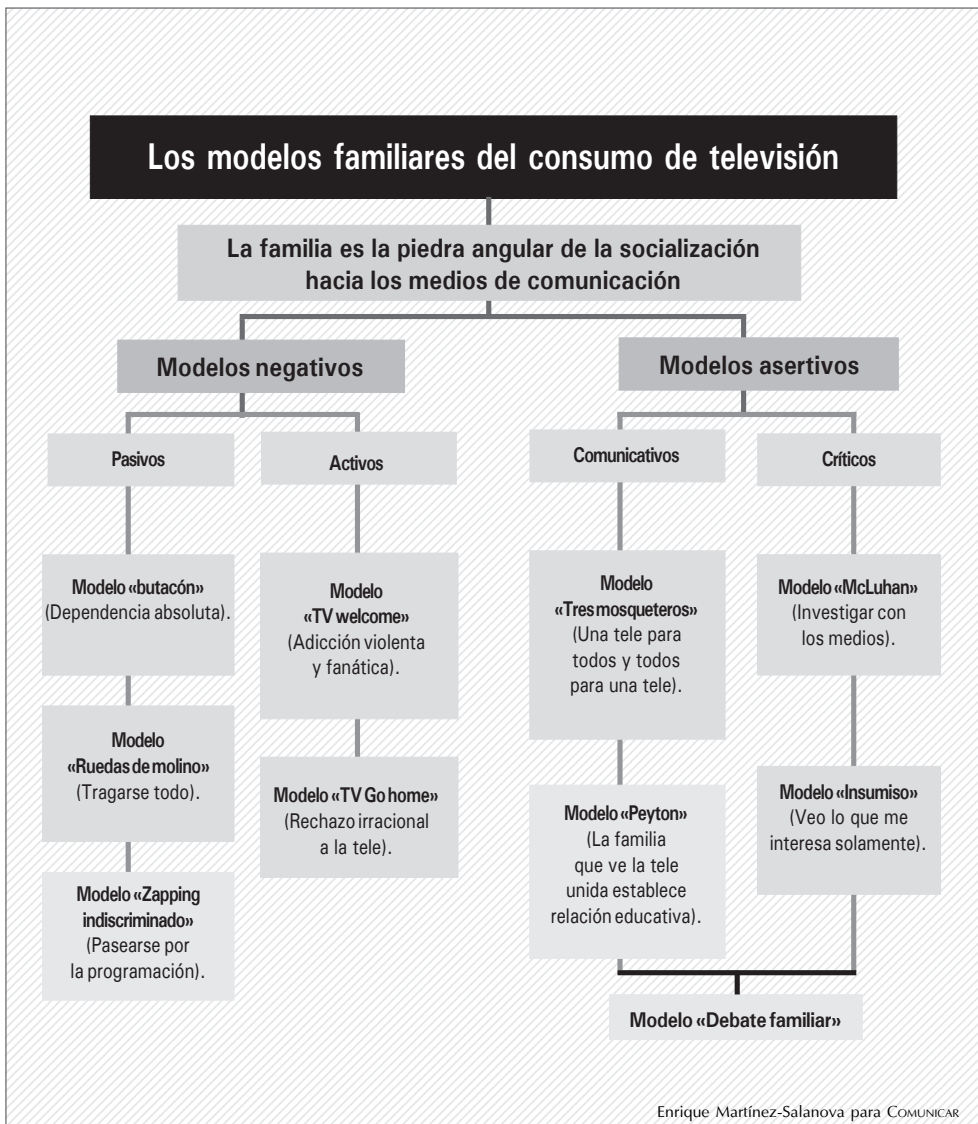 Los modelos familiares del consumo de televisión
La familia es la piedra angular de la socialización
hacia los medios de comunicación
Modelos negativos
Modelos asertivos
Pasivos
Activos
Comunicativos
Críticos
Modelo «butacón»
(Dependencia absoluta).
Modelo
«Ruedas de molino»
(Tragarse todo).
Modelo «Zapping
indiscriminado»
(Pasearse por
la programación).
Modelo
«TV welcome»
(Adicción violenta
y fanática).
Modelo «TV Go home»
(Rechazo irracional
a la tele).
Modelo
«Tres mosqueteros»
(Una tele para
todos y todos
para una tele).
Modelo «Peyton»
(La familia
que ve la tele
unida establece
relación educativa).
Modelo «McLuhan»
(Investigar con
los medios).
Modelo «Insumiso»
(Veo lo que me
interesa solamente).
Modelo «Debate familiar»
Enrique Martínez-Salanova para COMUNICAR